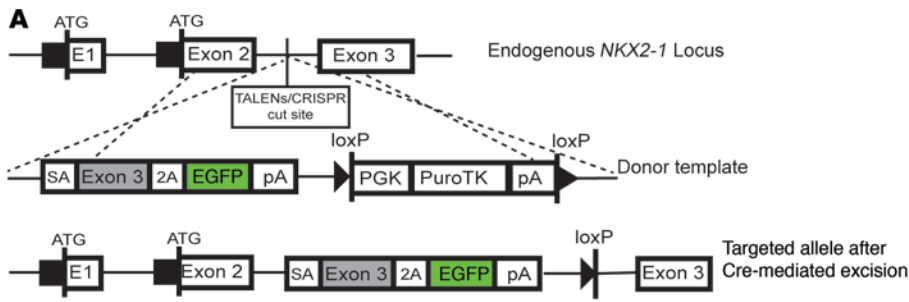 A
ATG
ATG
E1
Exon 2
Exon 3
Endogenous NKX2-1 Locus
TALENs/CRISPR
cut site
loxP
loxP
SA
Exon 3
2A
EGFP
pA
PGK
PuroTK
pA
Donor template
ATG
ATG
loxP
E1
Exon 2
SA
Exon 3
2A
EGFP
pA
Exon 3
Targeted allele after
Cre-mediated excision